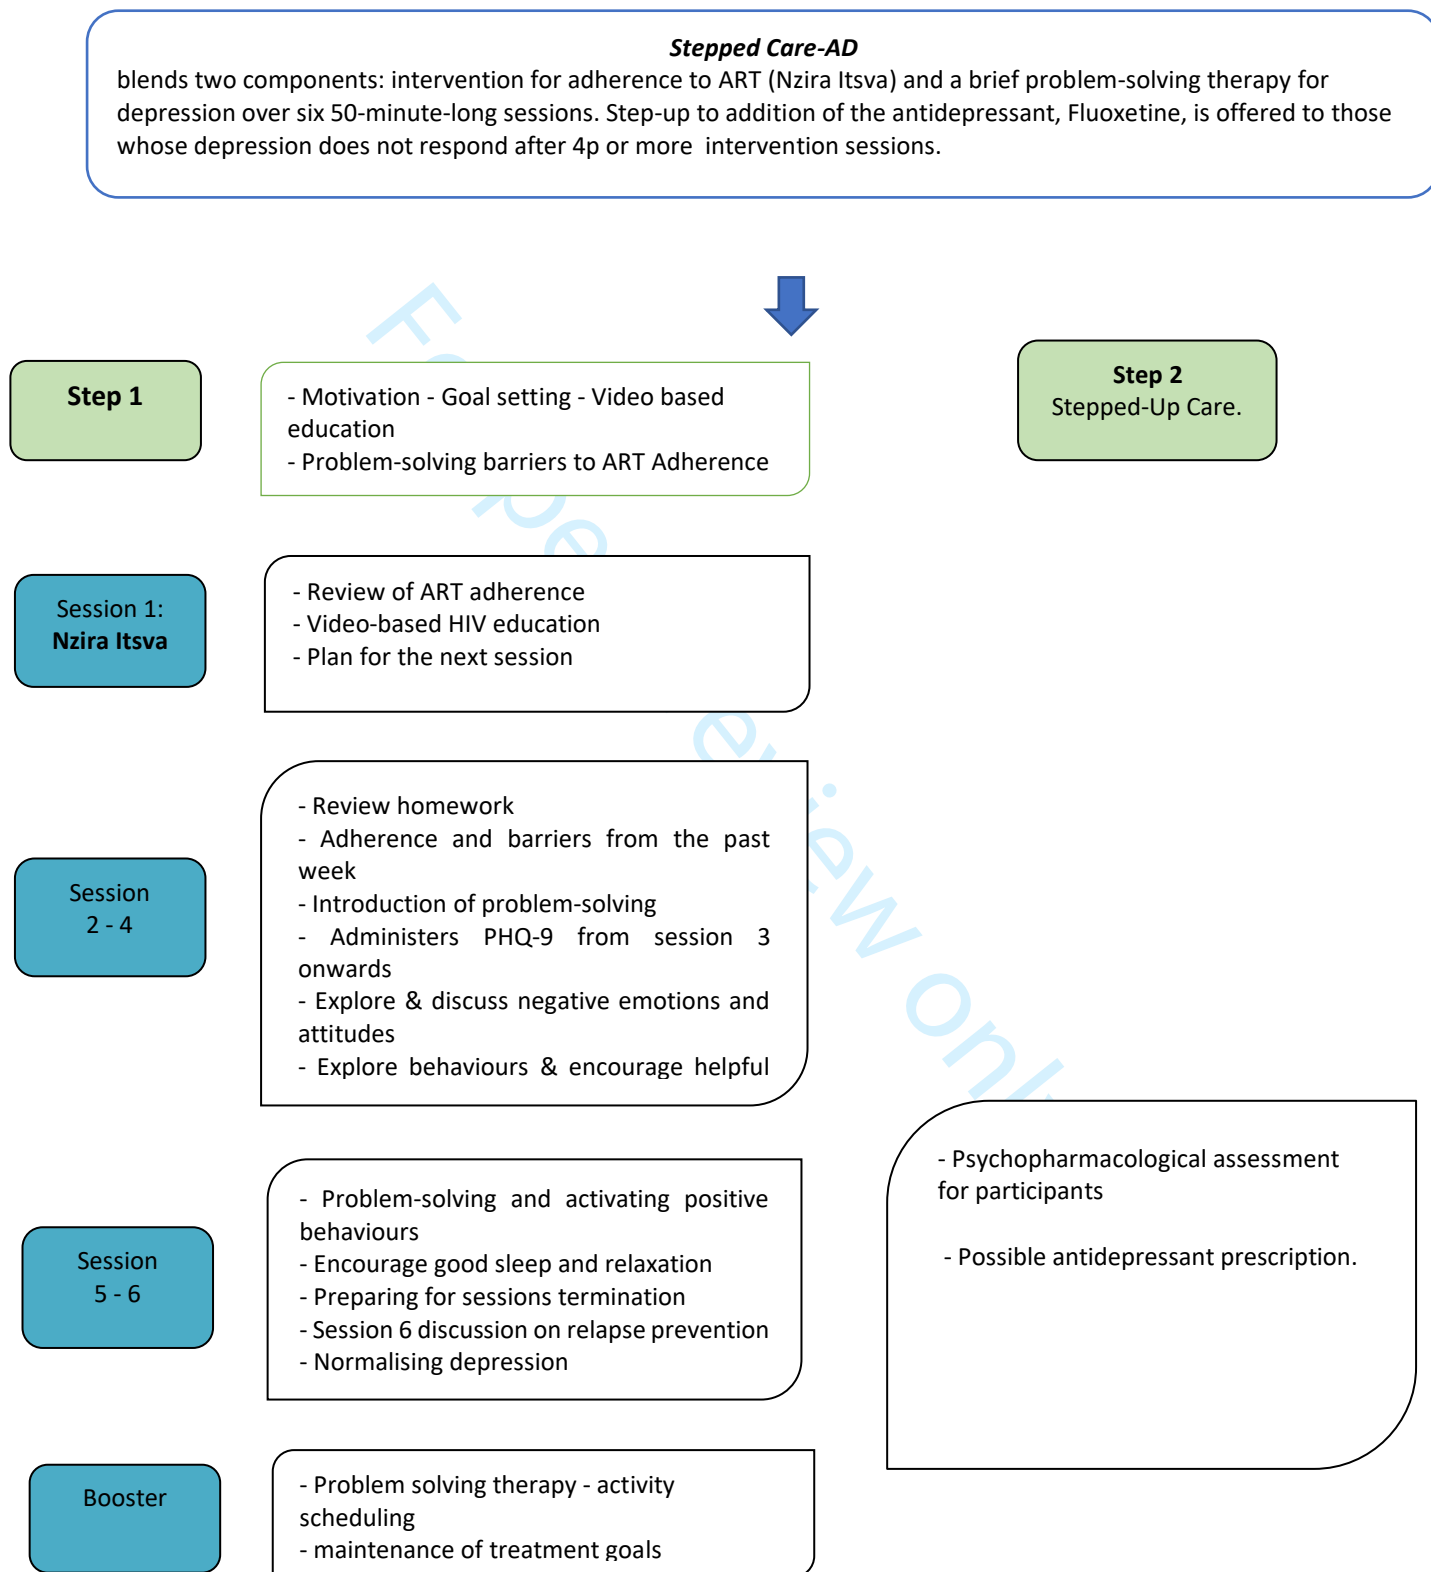 Stepped Care-AD
blends two components: intervention for adherence to ART (Nzira Itsva) and a brief problem-solving therapy for
depression over six 50-minute-long sessions. Step-up to addition of the antidepressant, Fluoxetine, is offered to those
whose depression does not respond after 4p or more intervention sessions.
Step 1
- Motivation - Goal setting - Video based
education
- Problem-solving barriers to ART Adherence
Step 2
Stepped-Up Care.
Session 1:
Nzira Itsva
- Review of ART adherence
- Video-based HIV education
- Plan for the next session
Session
2 - 4
- Review homework
- Adherence and barriers from the past
week
- Introduction of problem-solving
- Administers PHQ-9 from session 3
onwards
- Explore & discuss negative emotions and
attitudes
- Explore behaviours & encourage helpful
Session
5 - 6
- Problem-solving and activating positive
behaviours
- Encourage good sleep and relaxation
- Preparing for sessions termination
- Session 6 discussion on relapse prevention
- Normalising depression
- Psychopharmacological assessment
for participants
- Possible antidepressant prescription.
Booster
- Problem solving therapy - activity
scheduling
- maintenance of treatment goals